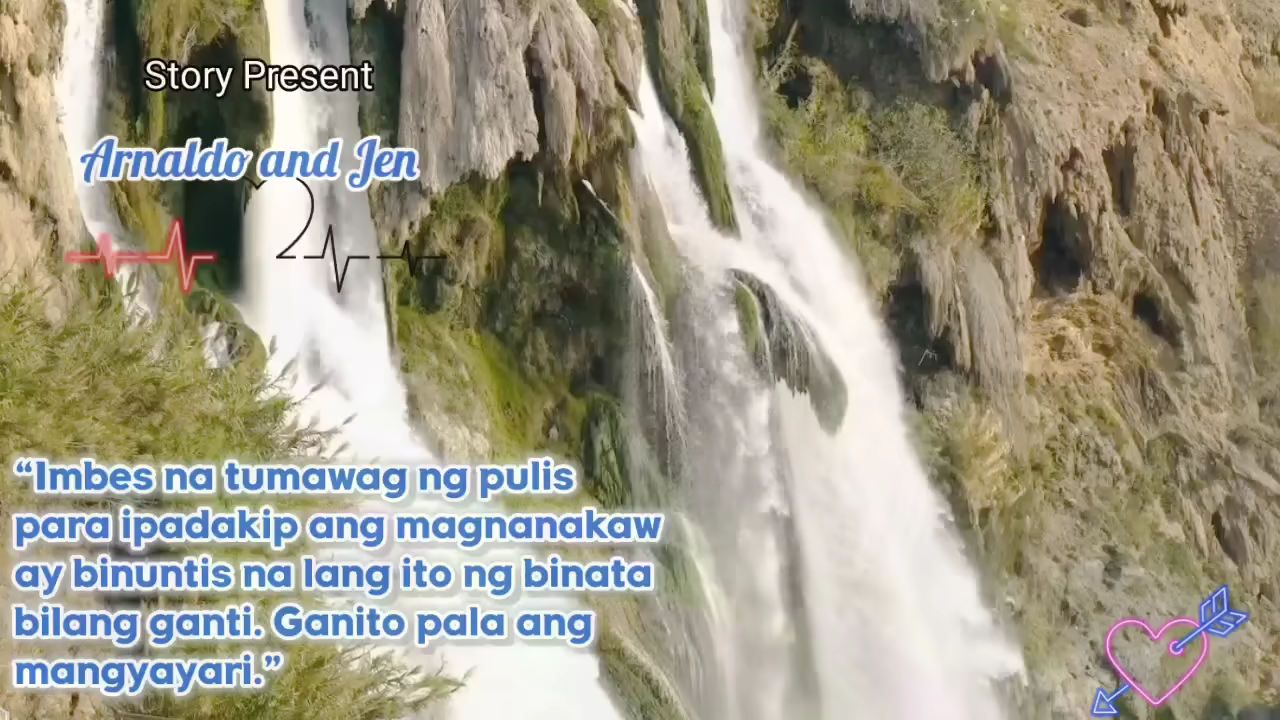 Story Present
Arnaldo and Jen
“Imbes na tumawag ng pulis
para ipadakip ang magnanakaw
ay binuntis na lang ito ng binata
bilang ganti. Ganito pala ang
mangyayari.”